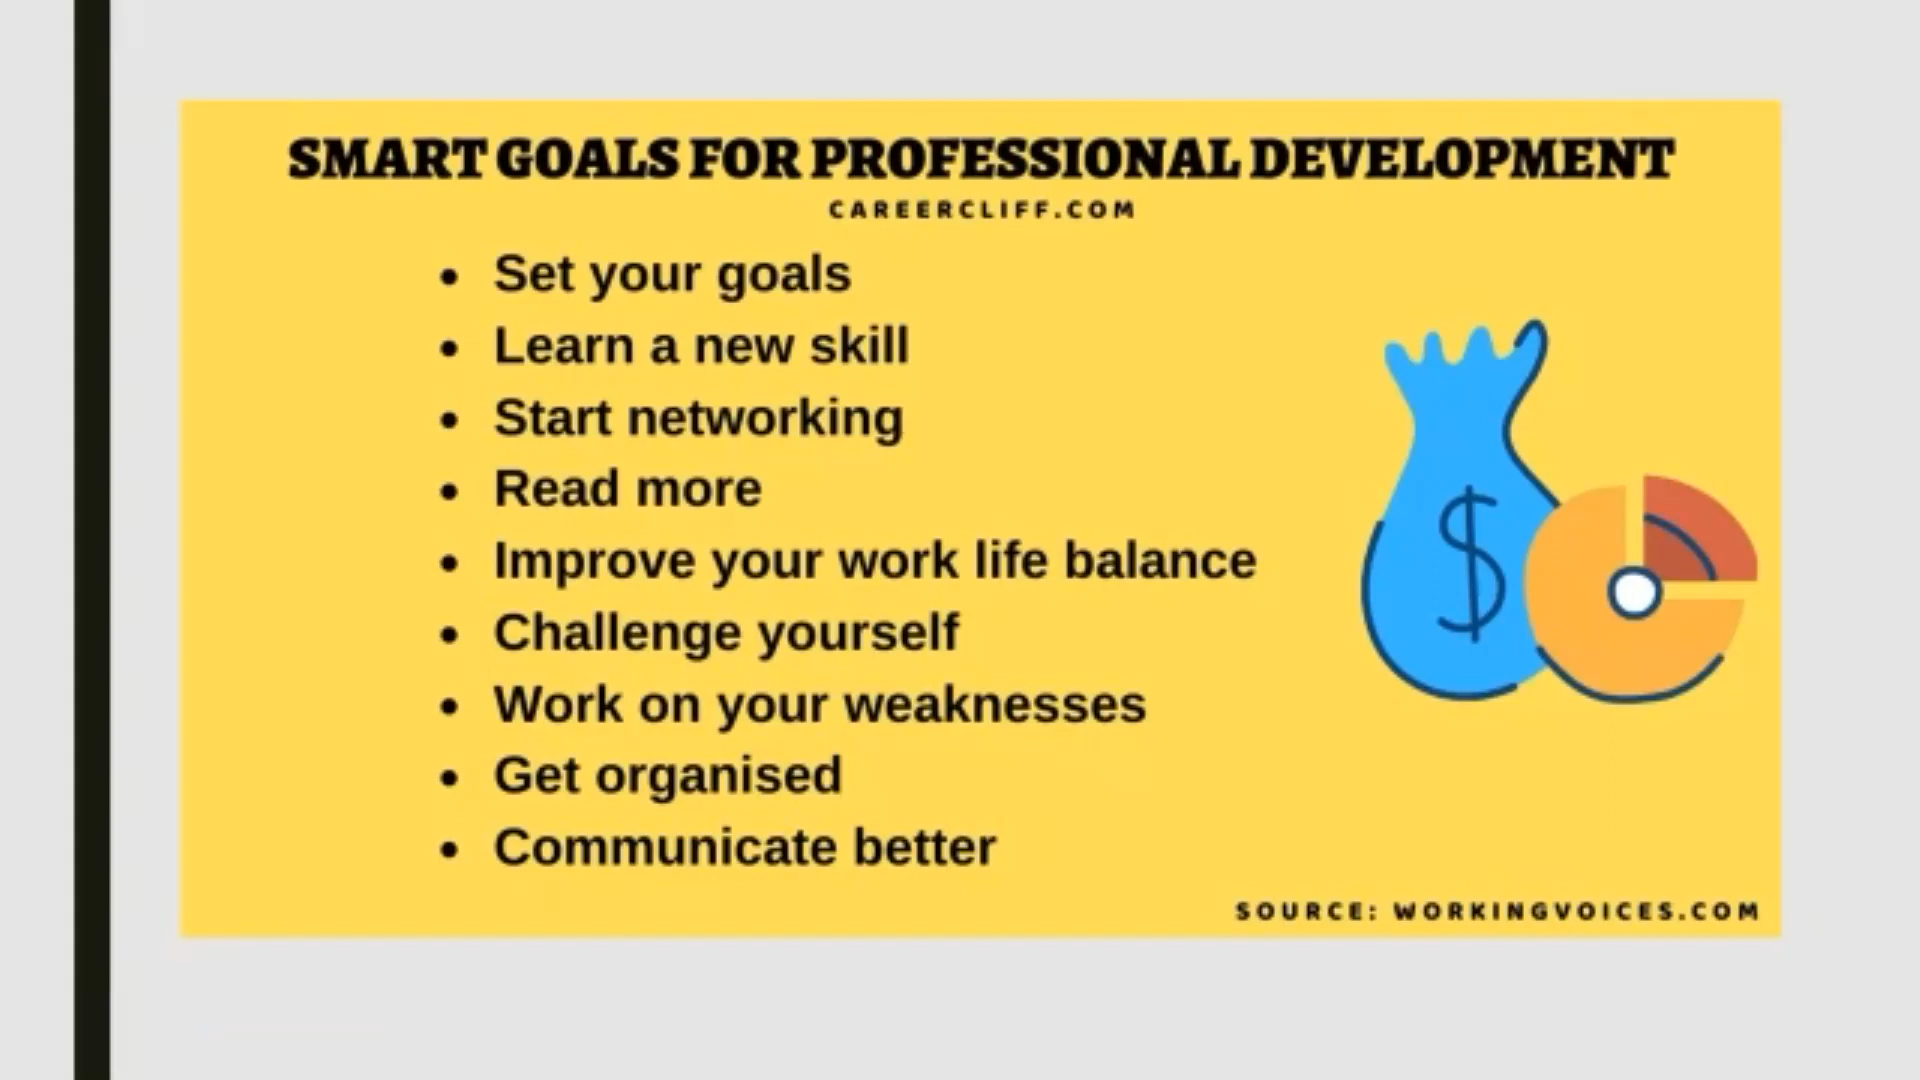 SMART GOALS FOR PROFESSIONAL DEVELOPMENT
CAREERCLIFF.COM
• Set your goals
• Learn a new skill
• Start networking
• Read more
• Improve your work life balance
• Challenge yourself
• Work on your weaknesses
• Get organised
• Communicate better
$
SOURCE: WORKINGVOICES.COM